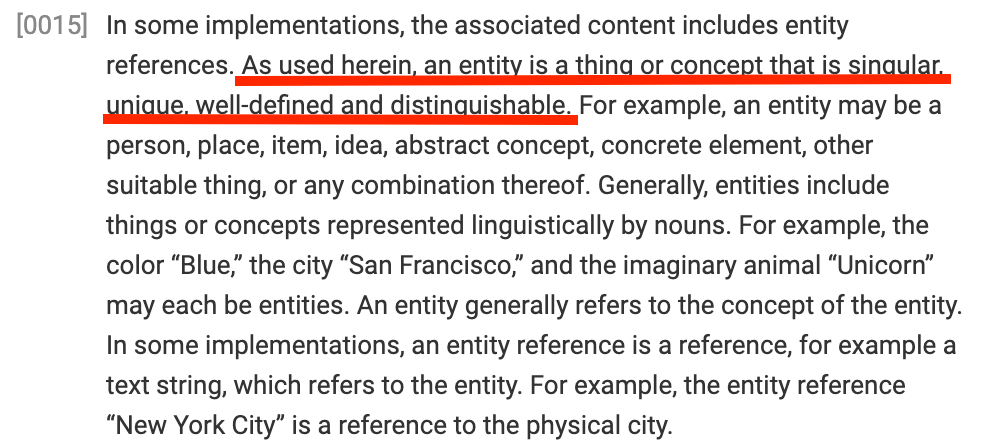 [0015] In some implementations, the associated content includes entity
references. As used herein, an entity is a thing or concept that is singular,
unique, well-defined and distinguishable. For example, an entity may be a
person, place, item, idea, abstract concept, concrete element, other
suitable thing, or any combination thereof. Generally, entities include
things or concepts represented linguistically by nouns. For example, the
color “Blue,” the city “San Francisco,” and the imaginary animal “Unicorn”
may each be entities. An entity generally refers to the concept of the entity.
In some implementations, an entity reference is a reference, for example a
text string, which refers to the entity. For example, the entity reference
“New York City” is a reference to the physical city.